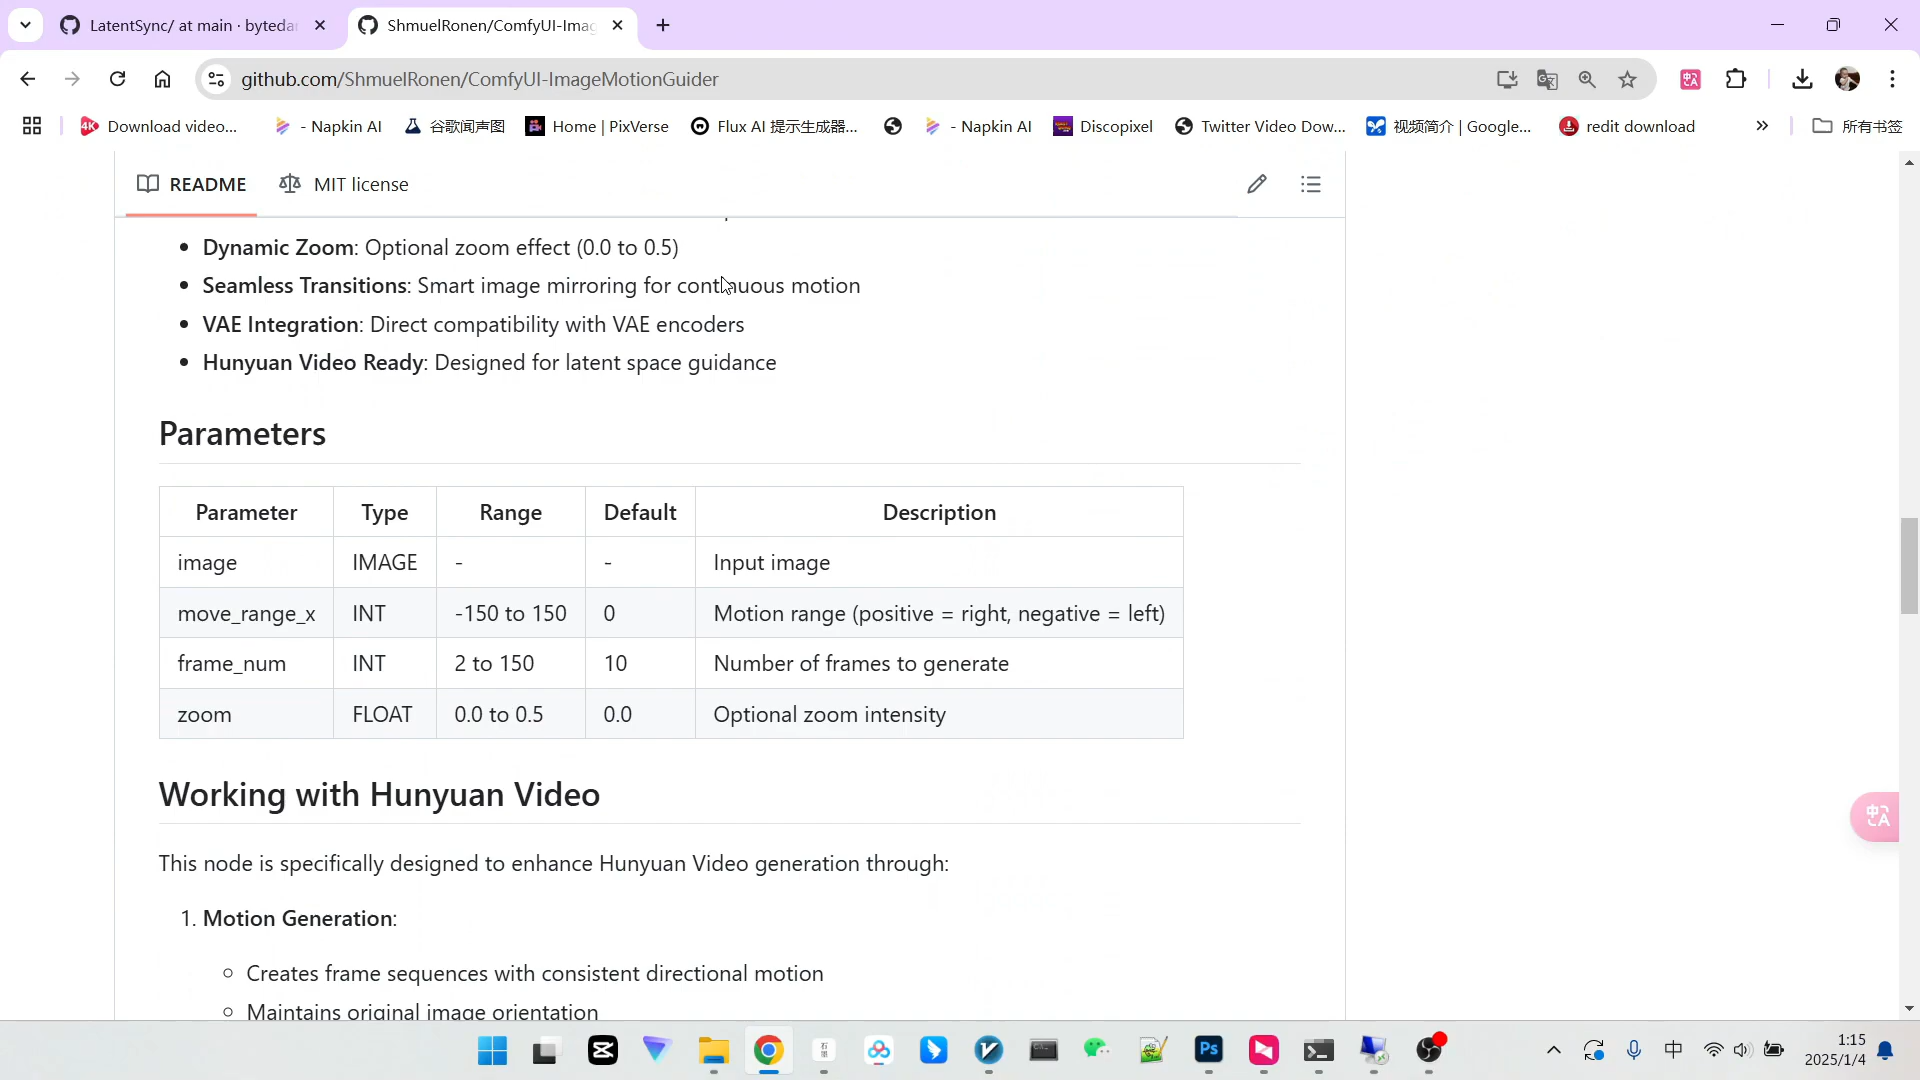 LatentSync/ at main · byteda
ShmuelRonen/ComfyUI-Imag
github.com/ShmuelRonen/ComfyUI-ImageMotionGuider
Download video...
- Napkin AI
谷歌闻声图
Home | PixVerse
Flux AI 提示生成器...
- Napkin AI
Discopixel
Twitter Video Dow...
视频简介 | Google...
redit download
所有书签
README
MIT license
Dynamic Zoom: Optional zoom effect (0.0 to 0.5)
Seamless Transitions: Smart image mirroring for continuous motion
VAE Integration: Direct compatibility with VAE encoders
Hunyuan Video Ready: Designed for latent space guidance
Parameters
Parameter Type Range Default Description
image IMAGE - - Input image
move_range_x INT -150 to 150 0 Motion range (positive = right, negative = left)
frame_num INT 2 to 150 10 Number of frames to generate
zoom FLOAT 0.0 to 0.5 0.0 Optional zoom intensity
Working with Hunyuan Video
This node is specifically designed to enhance Hunyuan Video generation through:
1. Motion Generation:
Creates frame sequences with consistent directional motion
Maintains original image orientation
Ps
中
1:15
2025/1/4